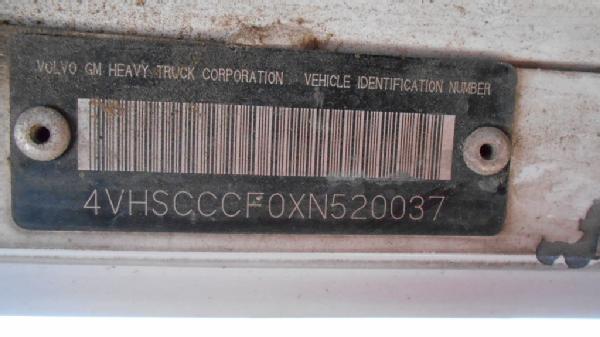 VOLVO GM HEAVY TRUCK CORPORATION VEHICLE IDENTIFICATION NUMBER
4VHSCCCF0XN520037